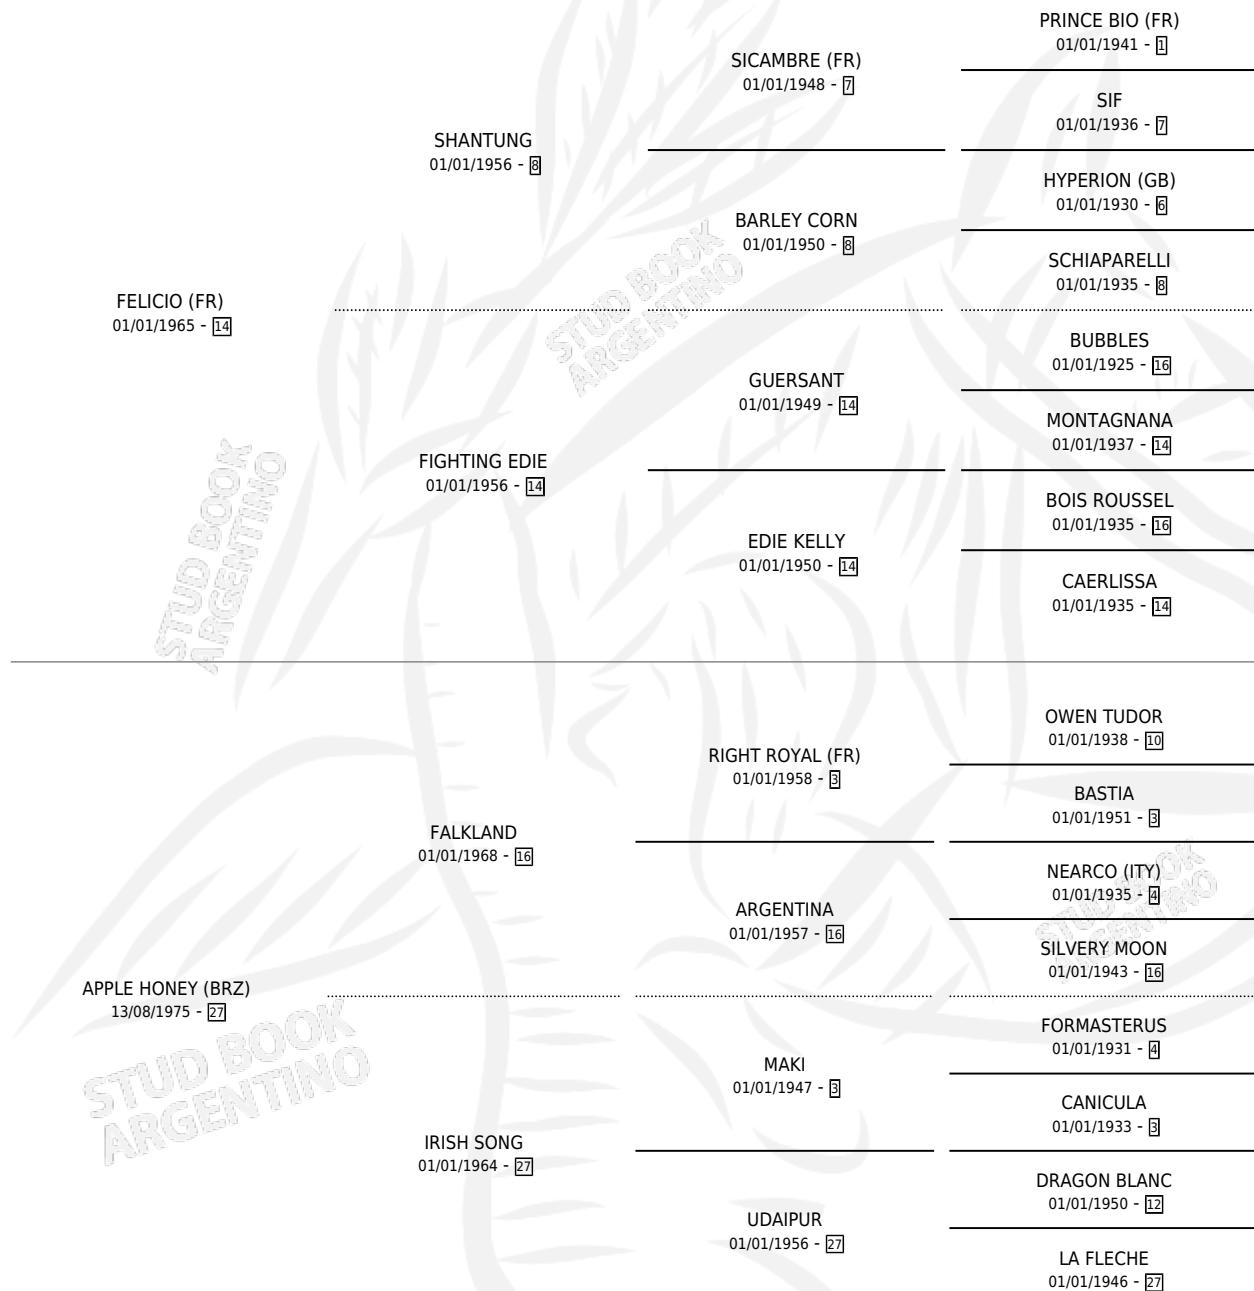 PRINCE BIO (FR)
01/01/1941 - 1
SICAMBRE (FR)
01/01/1948 - 7
SIF
01/01/1936 - 7
SHANTUNG
01/01/1956 - 8
HYPERION (GB)
01/01/1930 - 6
BARLEY CORN
01/01/1950 - 8
SCHIAPARELLI
01/01/1935 - 8
FELICIO (FR)
01/01/1965 - 14
BUBBLES
01/01/1925 - 16
GUERSANT
01/01/1949 - 14
MONTAGNANA
01/01/1937 - 14
FIGHTING EDIE
01/01/1956 - 14
BOIS ROUSSEL
01/01/1935 - 16
EDIE KELLY
01/01/1950 - 14
CAERLISSA
01/01/1935 - 14
STUD BOOK
ARGENTINO
STUD BOOK
ARGENTINO
OWEN TUDOR
01/01/1938 - 10
RIGHT ROYAL (FR)
01/01/1958 - 3
BASTIA
01/01/1951 - 3
FALKLAND
01/01/1968 - 16
NEARCO (ITY)
01/01/1935 - 4
ARGENTINA
01/01/1957 - 16
SILVERY MOON
01/01/1943 - 16
STUD BOOK
ARGENTINO
APPLE HONEY (BRZ)
13/08/1975 - 27
FORMASTERUS
01/01/1931 - 4
MAKI
01/01/1947 - 3
CANICULA
01/01/1933 - 3
STUD BOOK
ARGENTINO
IRISH SONG
01/01/1964 - 27
DRAGON BLANC
01/01/1950 - 12
UDAIPUR
01/01/1956 - 27
LA FLECHE
01/01/1946 - 27